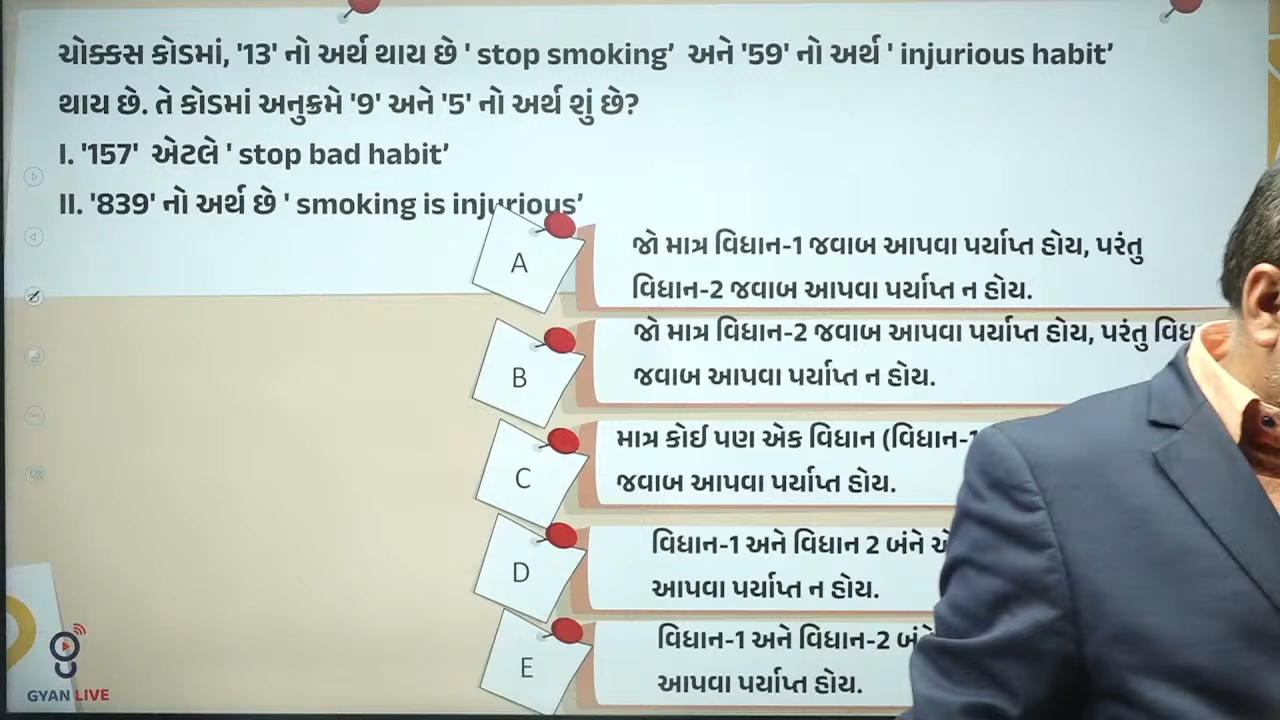 ચોક્કસ કોડમાં, '13' નો અર્થ થાય છે ' stop smoking’ અને '59' નો અર્થ ' injurious habit’
થાય છે. તે કોડમાં અનુક્રમે '9' અને '5' નો અર્થ શું છે?
I. '157' એટલે ' stop bad habit’
II. '839' નો અર્થ છે ' smoking is injurious’
A
જો માત્ર વિધાન-1 જવાબ આપવા પર્યાપ્ત હોય, પરંતુ
વિધાન-2 જવાબ આપવા પર્યાપ્ત ન હોય.
B
જો માત્ર વિધાન-2 જવાબ આપવા પર્યાપ્ત હોય, પરંતુ
જવાબ આપવા પર્યાપ્ત ન હોય.
C
માત્ર કોઈ પણ એક વિધાન (વિધાન-1
જવાબ આપવા પર્યાપ્ત હોય.
D
વિધાન-1 અને વિધાન 2 બંને
આપવા પર્યાપ્ત ન હોય.
E
વિધાન-1 અને વિધાન-2 બંને
આપવા પર્યાપ્ત હોય.
GYAN LIVE